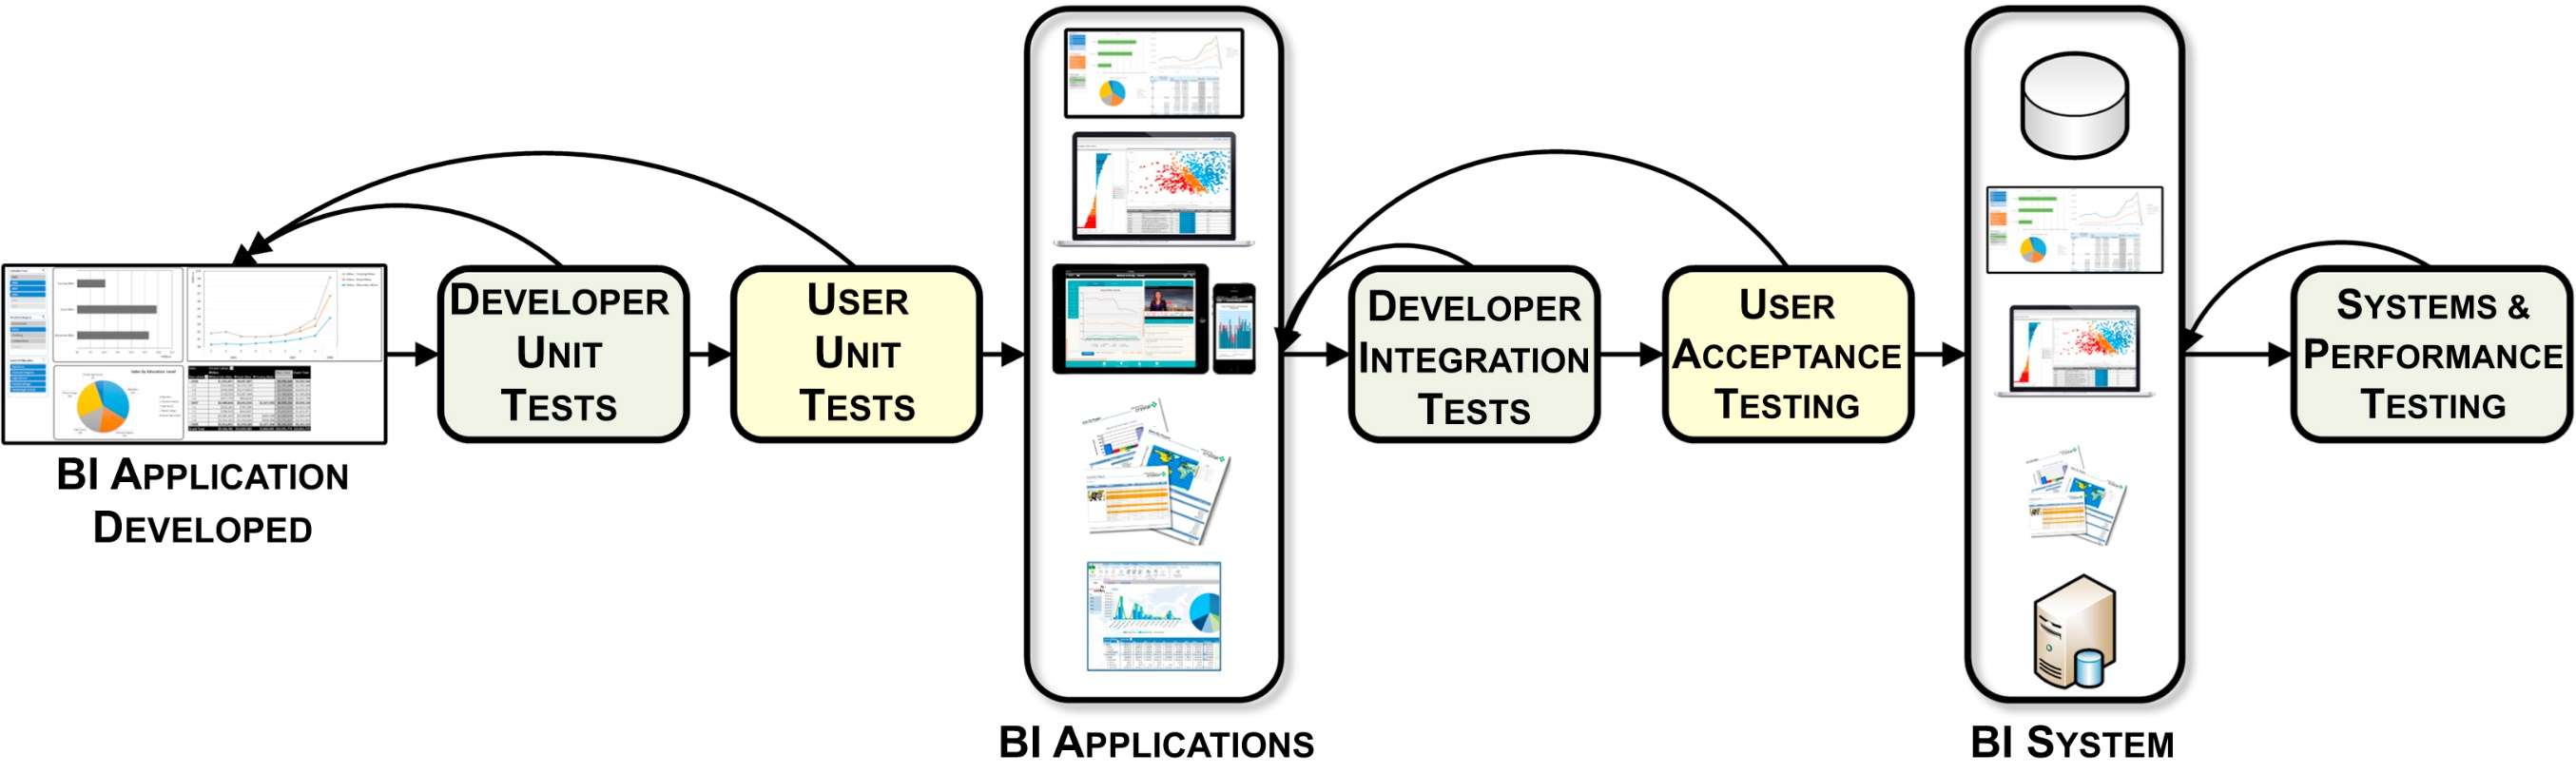 BI APPLICATION
DEVELOPED
DEVELOPER
UNIT
TESTS
USER
UNIT
TESTS
BI APPLICATIONS
DEVELOPER
INTEGRATION
TESTS
USER
ACCEPTANCE
TESTING
BI SYSTEM
SYSTEMS &
PERFORMANCE
TESTING